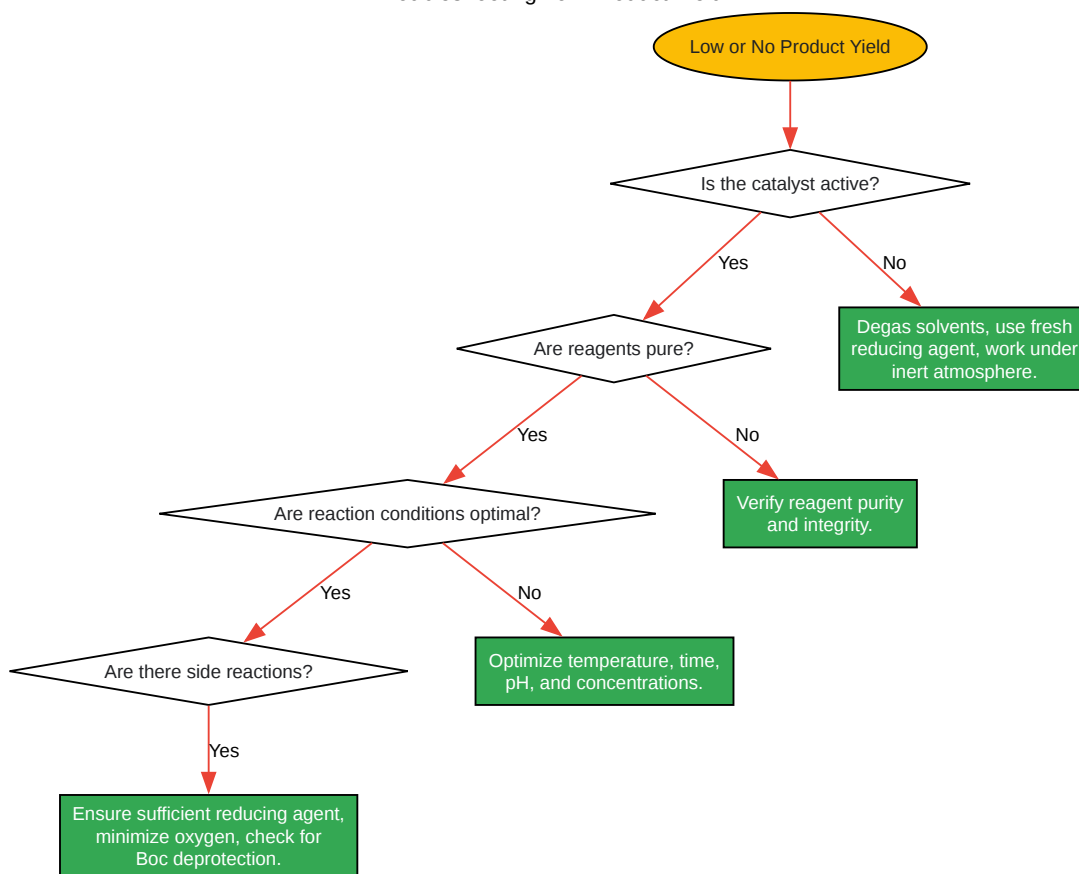 Low or No Product Yield
Is the catalyst active?
Yes
No
Degas solvents, use fresh
reducing agent, work under
inert atmosphere.
Are reagents pure?
Yes
No
Verify reagent purity
and integrity.
Are reaction conditions optimal?
Yes
No
Optimize temperature, time,
pH, and concentrations.
Are there side reactions?
Yes
Ensure sufficient reducing agent,
minimize oxygen, check for
Boc deprotection.